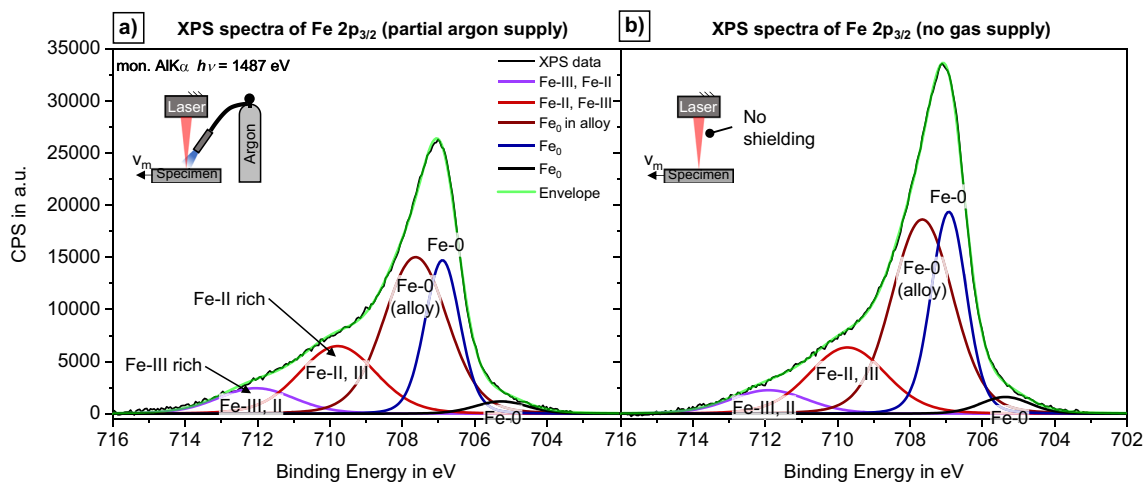 a)
XPS spectra of Fe 2p3/2 (partial argon supply)
CPS in a.u.
35000
30000
25000
20000
15000
10000
5000
0
mon. AlKα hν = 1487 eV
Laser
Argon
vm
Specimen
XPS data
Fe-III, Fe-II
Fe-II, Fe-III
Fe0 in alloy
Fe0
Fe0
Envelope
Fe-0
Fe-0
(alloy)
Fe-II rich
Fe-II, III
Fe-III rich
Fe-III, II
Fe-0
716
714
712
710
708
706
704
Binding Energy in eV
b)
XPS spectra of Fe 2p3/2 (no gas supply)
Laser
No
shielding
vm
Specimen
Fe-0
Fe-0
(alloy)
Fe-II, III
Fe-III, II
Fe-0
716
714
712
710
708
706
704
702
Binding Energy in eV